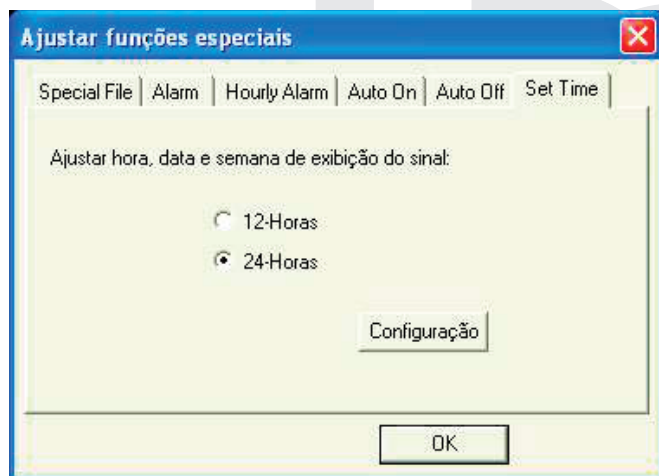 Ajustar funções especiais
Special File Alarm Hourly Alarm Auto On Auto Off Set Time
Ajustar hora, data e semana de exibição do sinal:
12-Horas
24-Horas
Configuração
OK